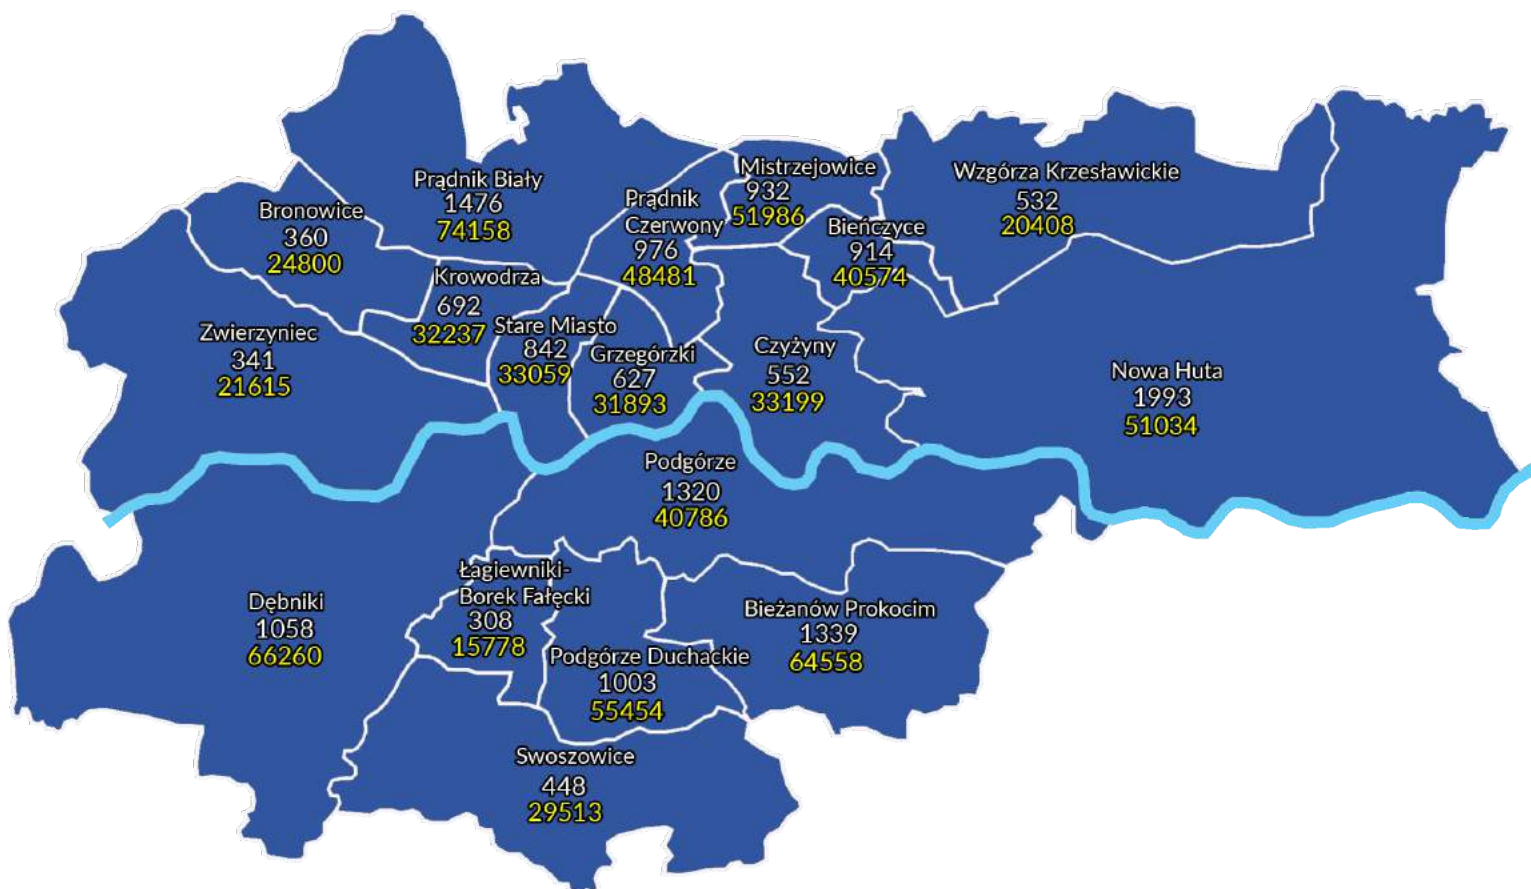 Prądnik Biały
1476
74158
Mistrzejowice
932
51986
Wzgórza Krzesławickie
532
20408
Bronowice
360
24800
Prądnik
Czerwony
976
48481
Bieńczyce
914
40574
Krowodrza
692
32237
Zwierzyniec
341
21615
Stare Miasto
842
33059
Grzegórzki
627
31893
Czyżyny
552
33199
Nowa Huta
1993
51034
Podgórze
1320
40786
Łagiewniki-
Borek Fałęcki
308
15778
Dębniki
1058
66260
Bieżanów Prokocim
1339
64558
Podgórze Duchackie
1003
55454
Swoszowice
448
29513